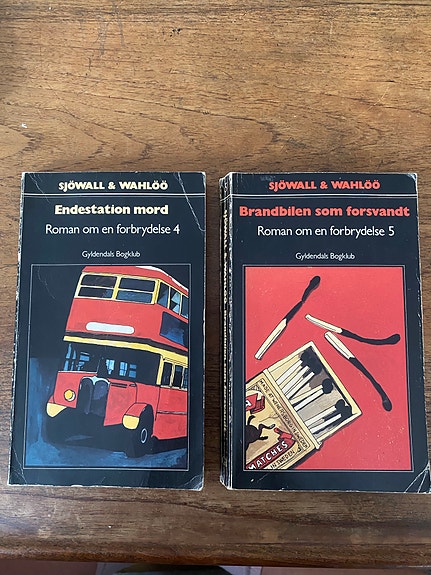 SJÖWALL & WAHLÖÖ
Endestation mord
Roman om en forbrydelse 4
Gyldendals Bogklub
SJÖWALL & WAHLÖÖ
Brandbilen som forsvandt
Roman om en forbrydelse 5
Gyldendals Bogklub
MATCHES